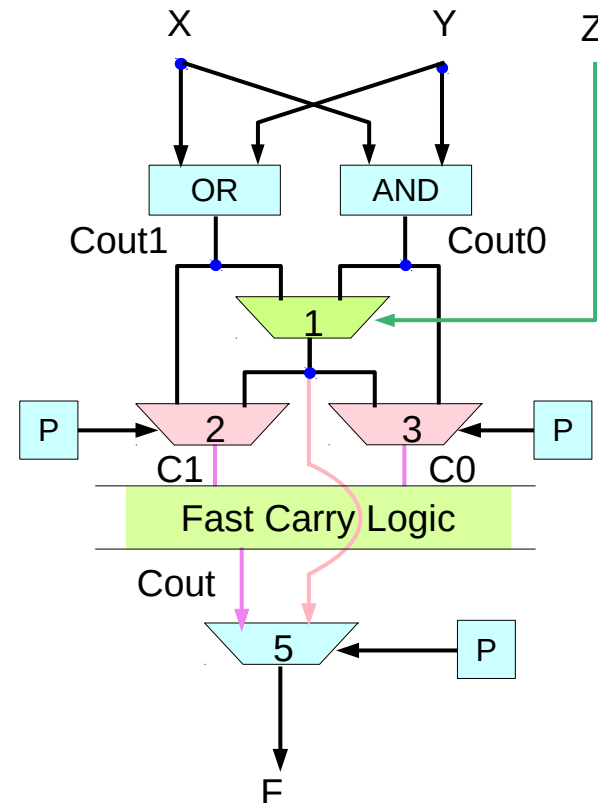 X Y Z
OR AND
Cout1 Cout0
1
P 2 3 P
C1 C0
Fast Carry Logic
Cout
5 P
F